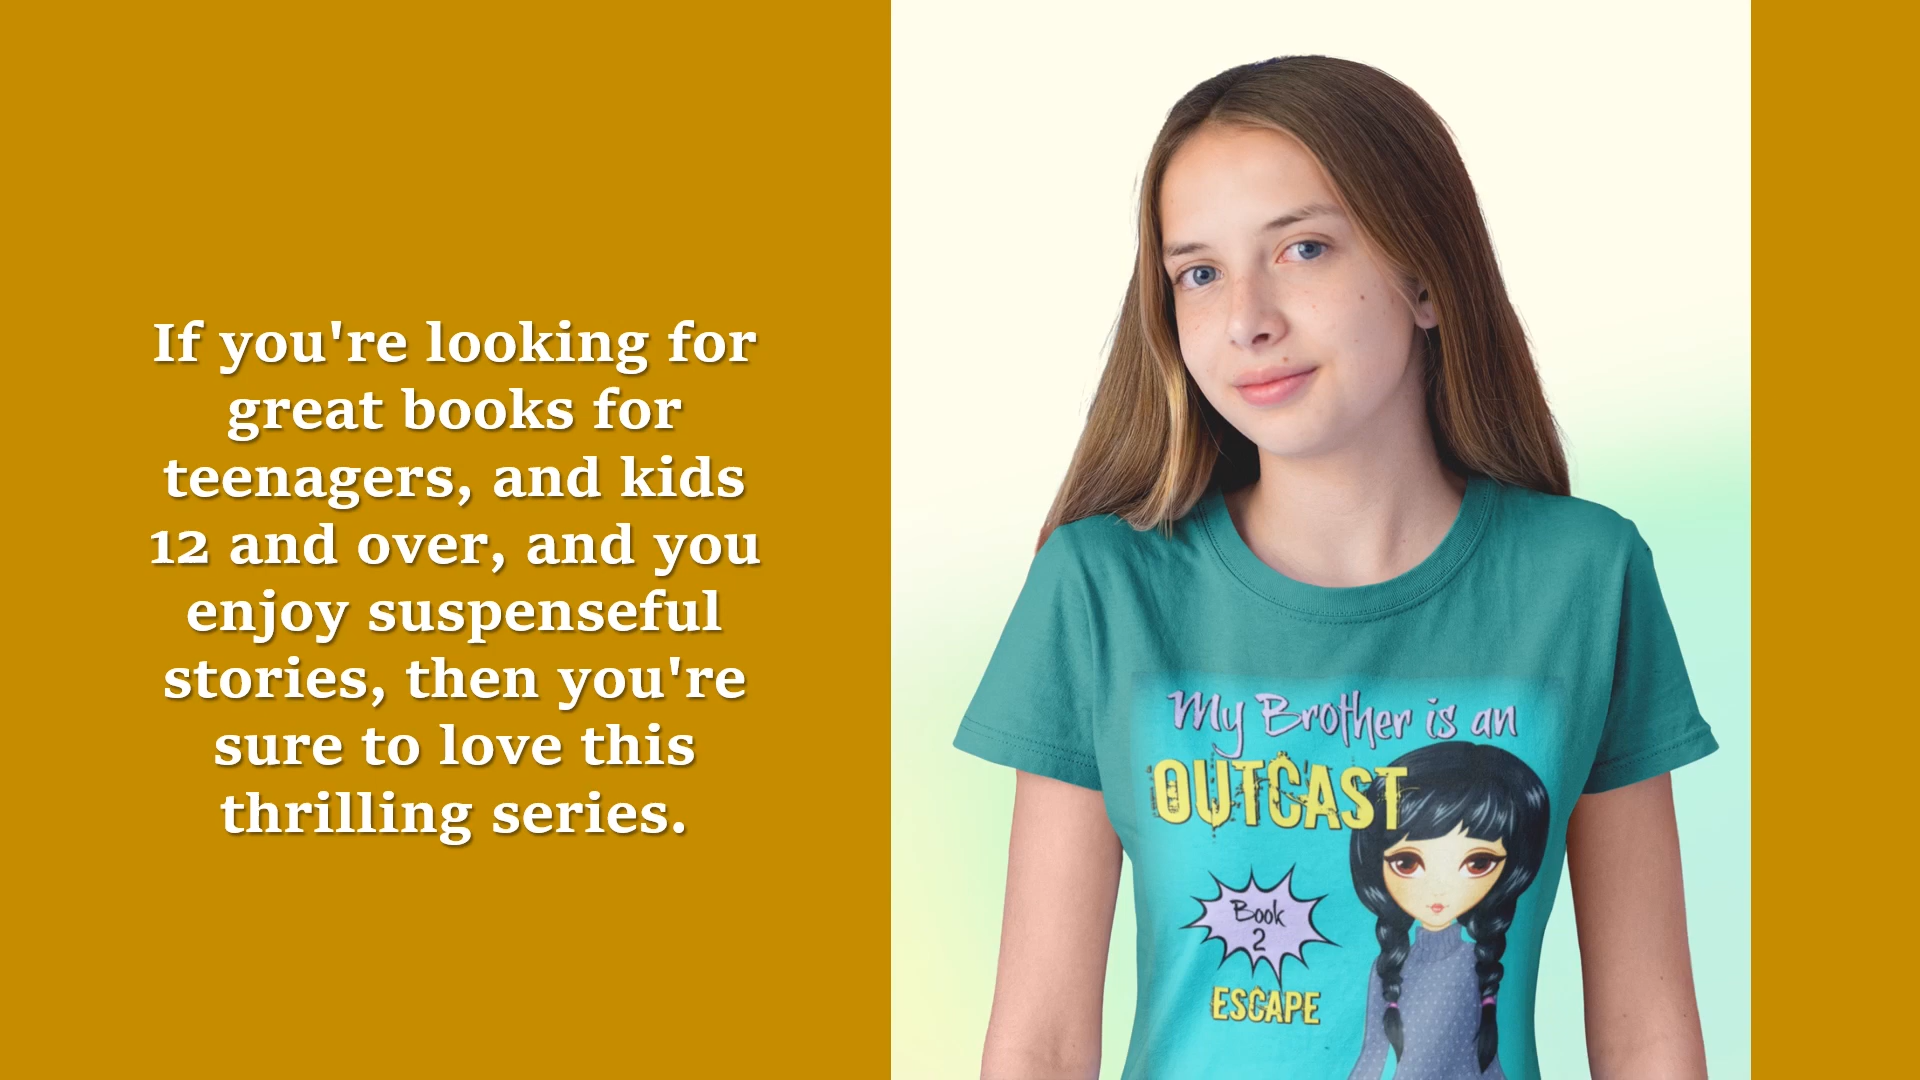 If you're looking for
great books for
teenagers, and kids
12 and over, and you
enjoy suspenseful
stories, then you're
sure to love this
thrilling series.
My Brother is an
OUTCAST
Book
2
ESCAPE